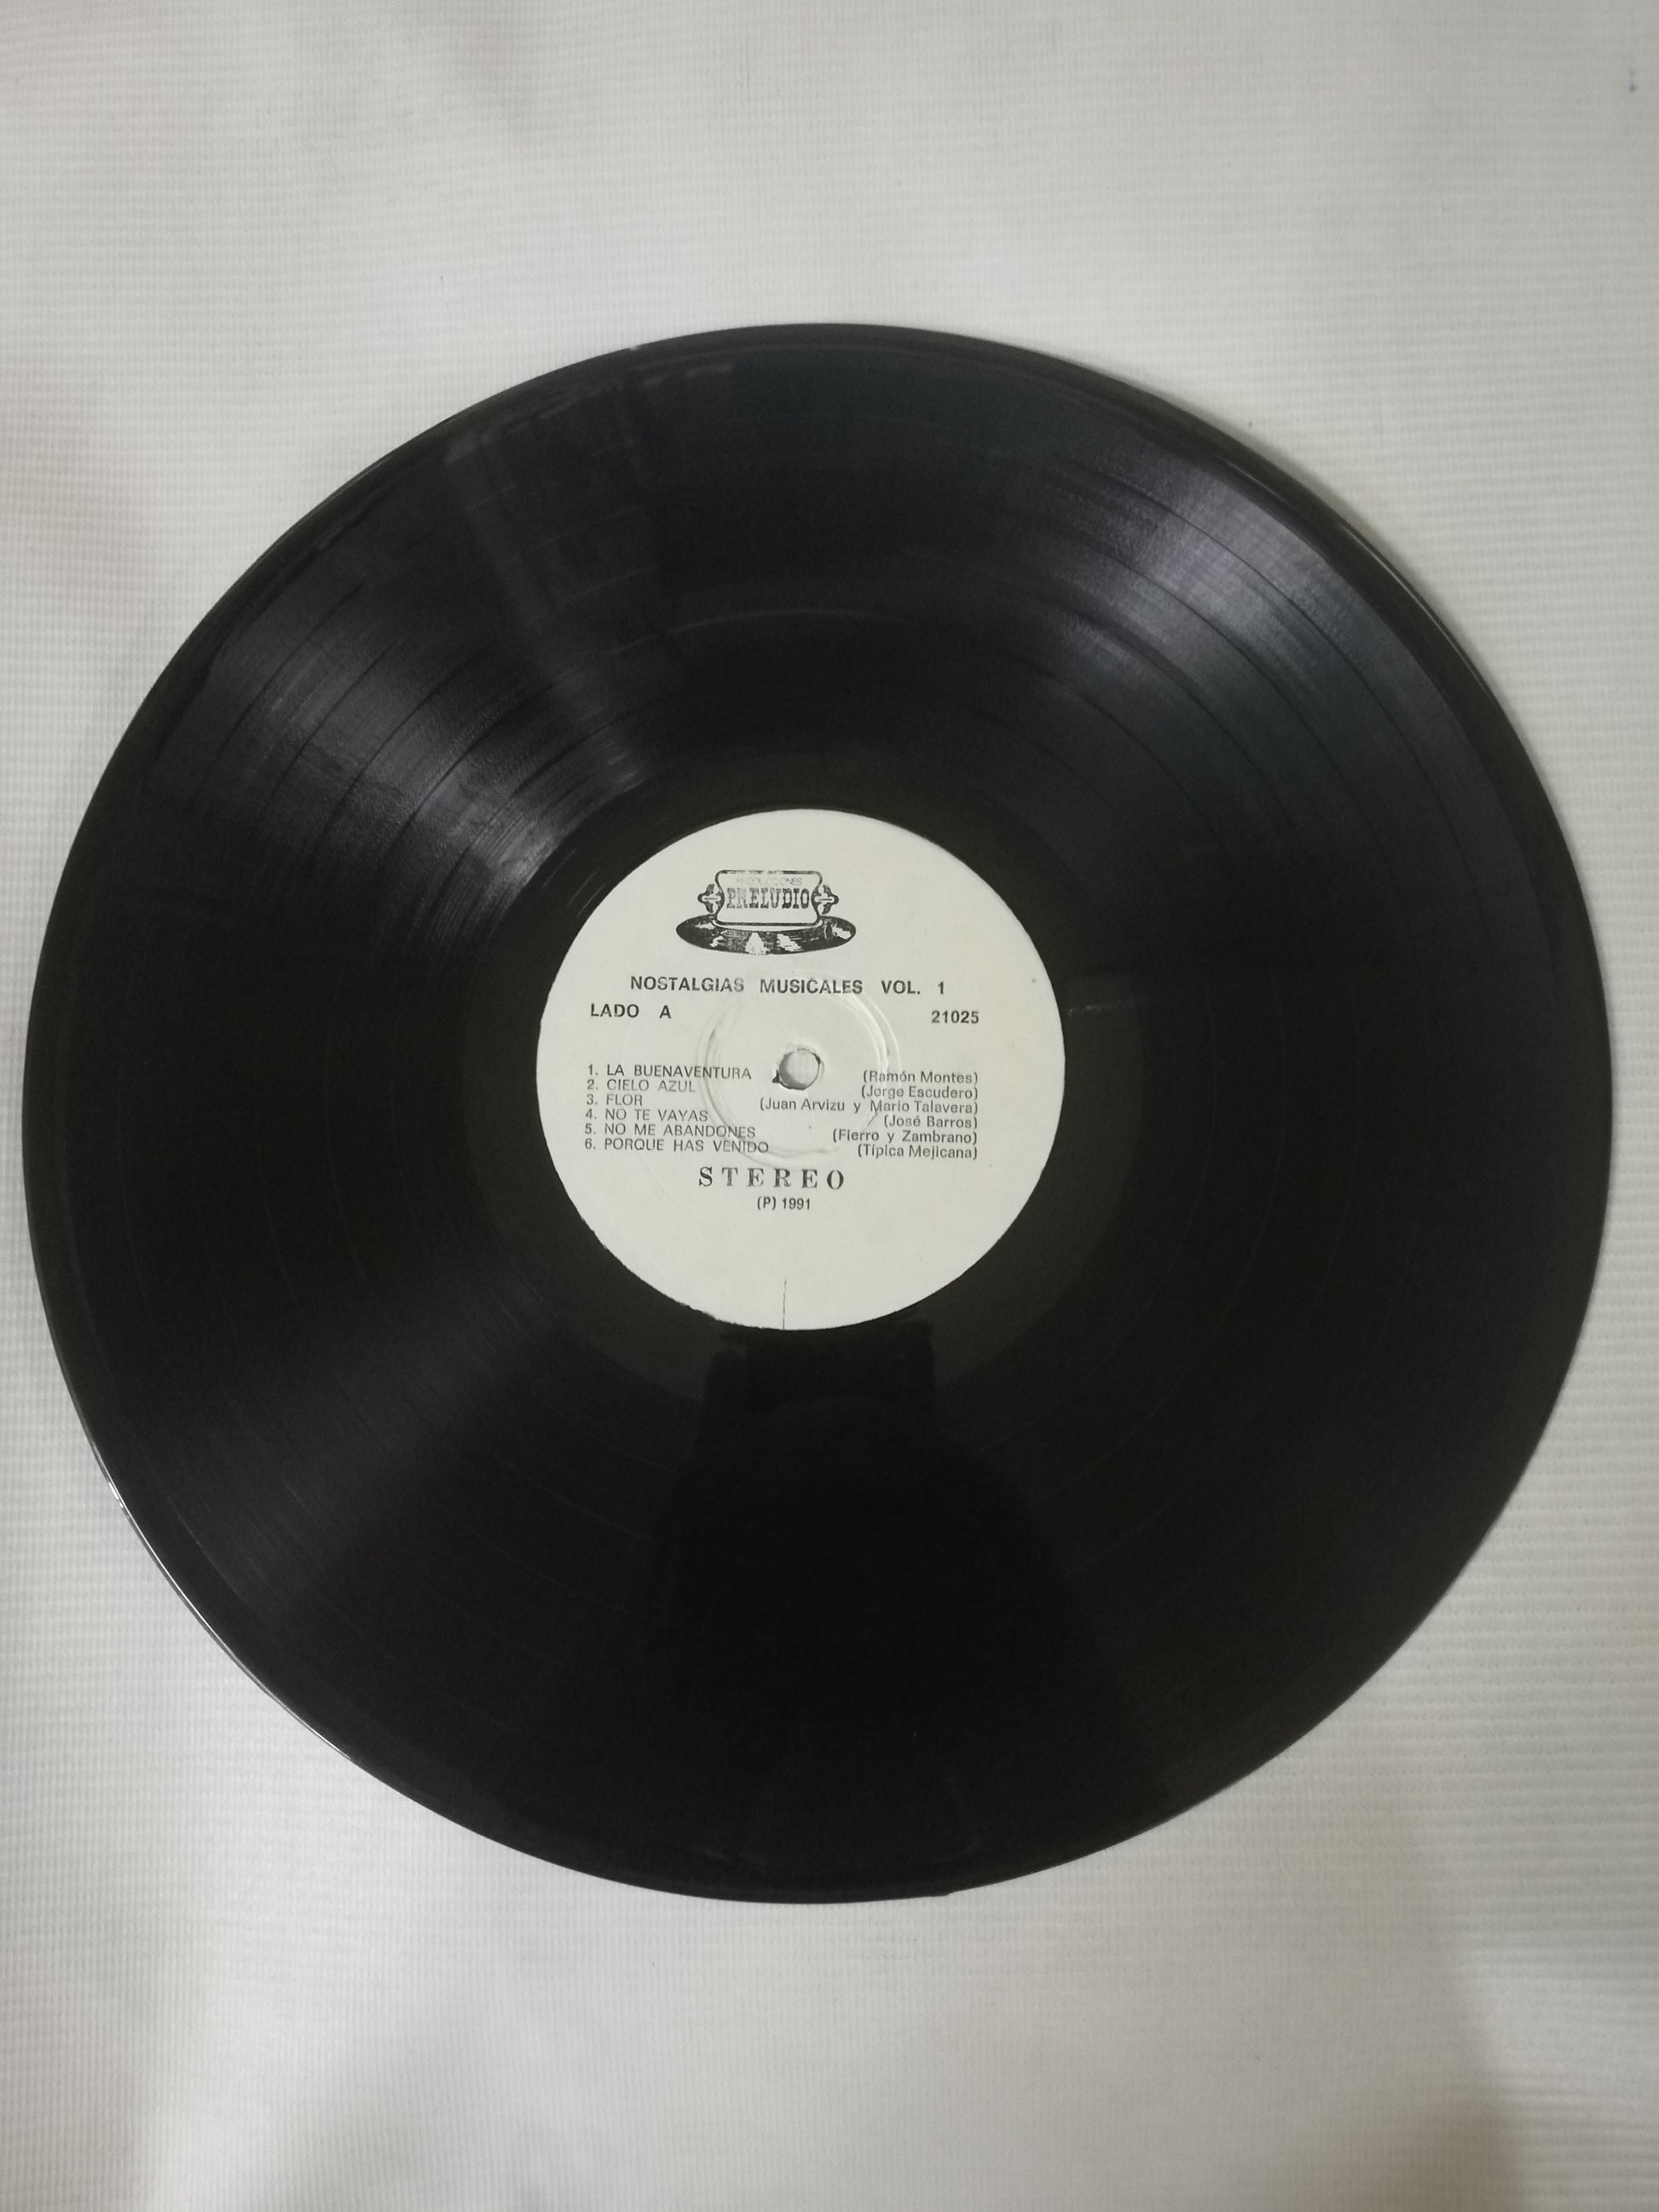 PRODUCCIONES
PRELUDIO
NOSTALGIAS MUSICALES VOL. 1
LADO A 21025
1. LA BUENAVENTURA (Ramón Montes)
2. CIELO AZUL (Jorge Escudero)
3. FLOR (Juan Arvizu y Mario Talavera)
4. NO TE VAYAS (José Barros)
5. NO ME ABANDONES (Fierro y Zambrano)
6. PORQUE HAS VENIDO (Típica Mejicana)
STEREO
(P) 1991